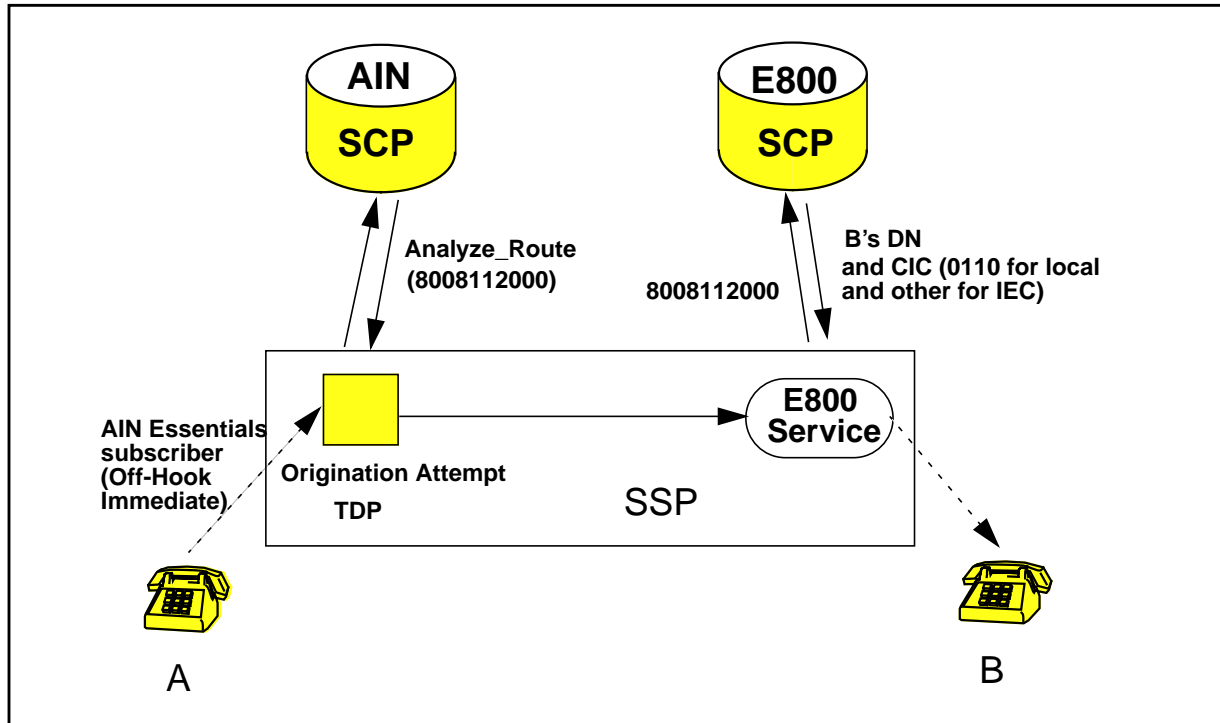 AIN
SCP
E800
SCP
Analyze_Route
(8008112000)
8008112000
B’s DN
and CIC (0110 for local
and other for IEC)
AIN Essentials
subscriber
(Off-Hook
Immediate)
Origination Attempt
TDP
E800
Service
SSP
A
B